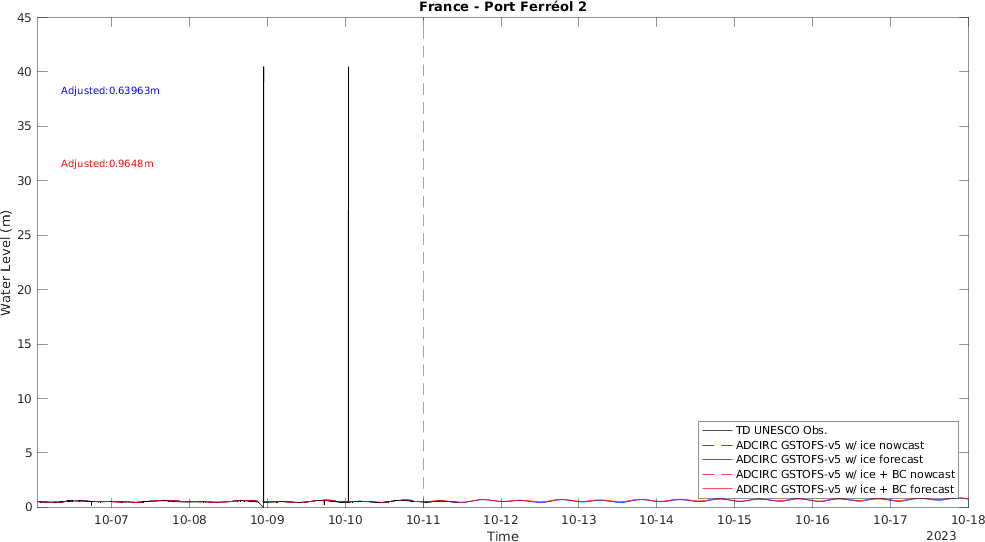 France - Port Ferréol 2
45
40
35
30
25
20
15
10
5
0
Water Level (m)
Adjusted:0.63963m
Adjusted:0.9648m
TD UNESCO Obs.
ADCIRC GSTOFS-v5 w/ ice nowcast
ADCIRC GSTOFS-v5 w/ ice forecast
ADCIRC GSTOFS-v5 w/ ice + BC nowcast
ADCIRC GSTOFS-v5 w/ ice + BC forecast
10-07 10-08 10-09 10-10 10-11 10-12 10-13 10-14 10-15 10-16 10-17 10-18
Time
2023